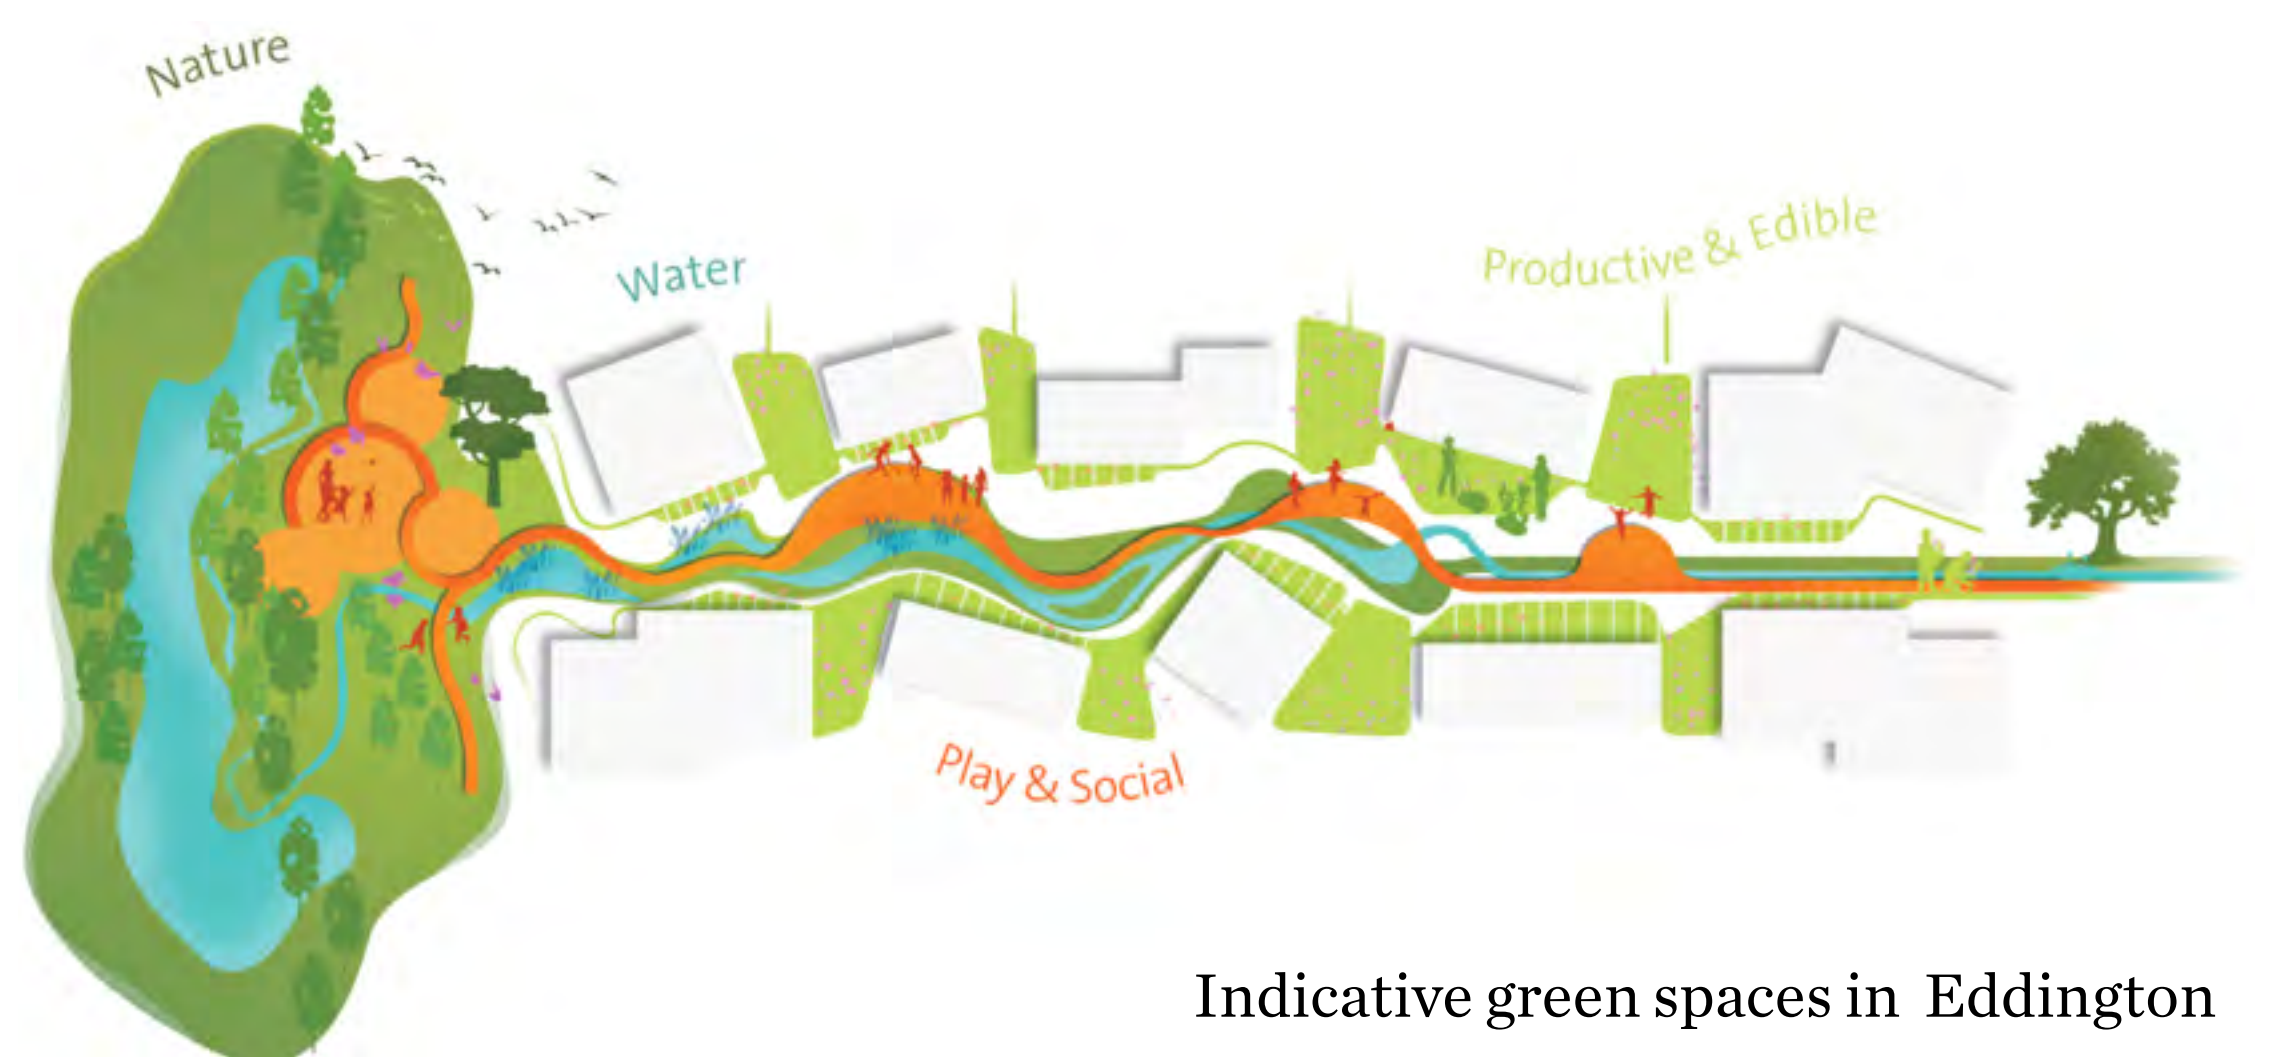 Nature
Water
Productive & Edible
Play & Social
Indicative green spaces in Eddington